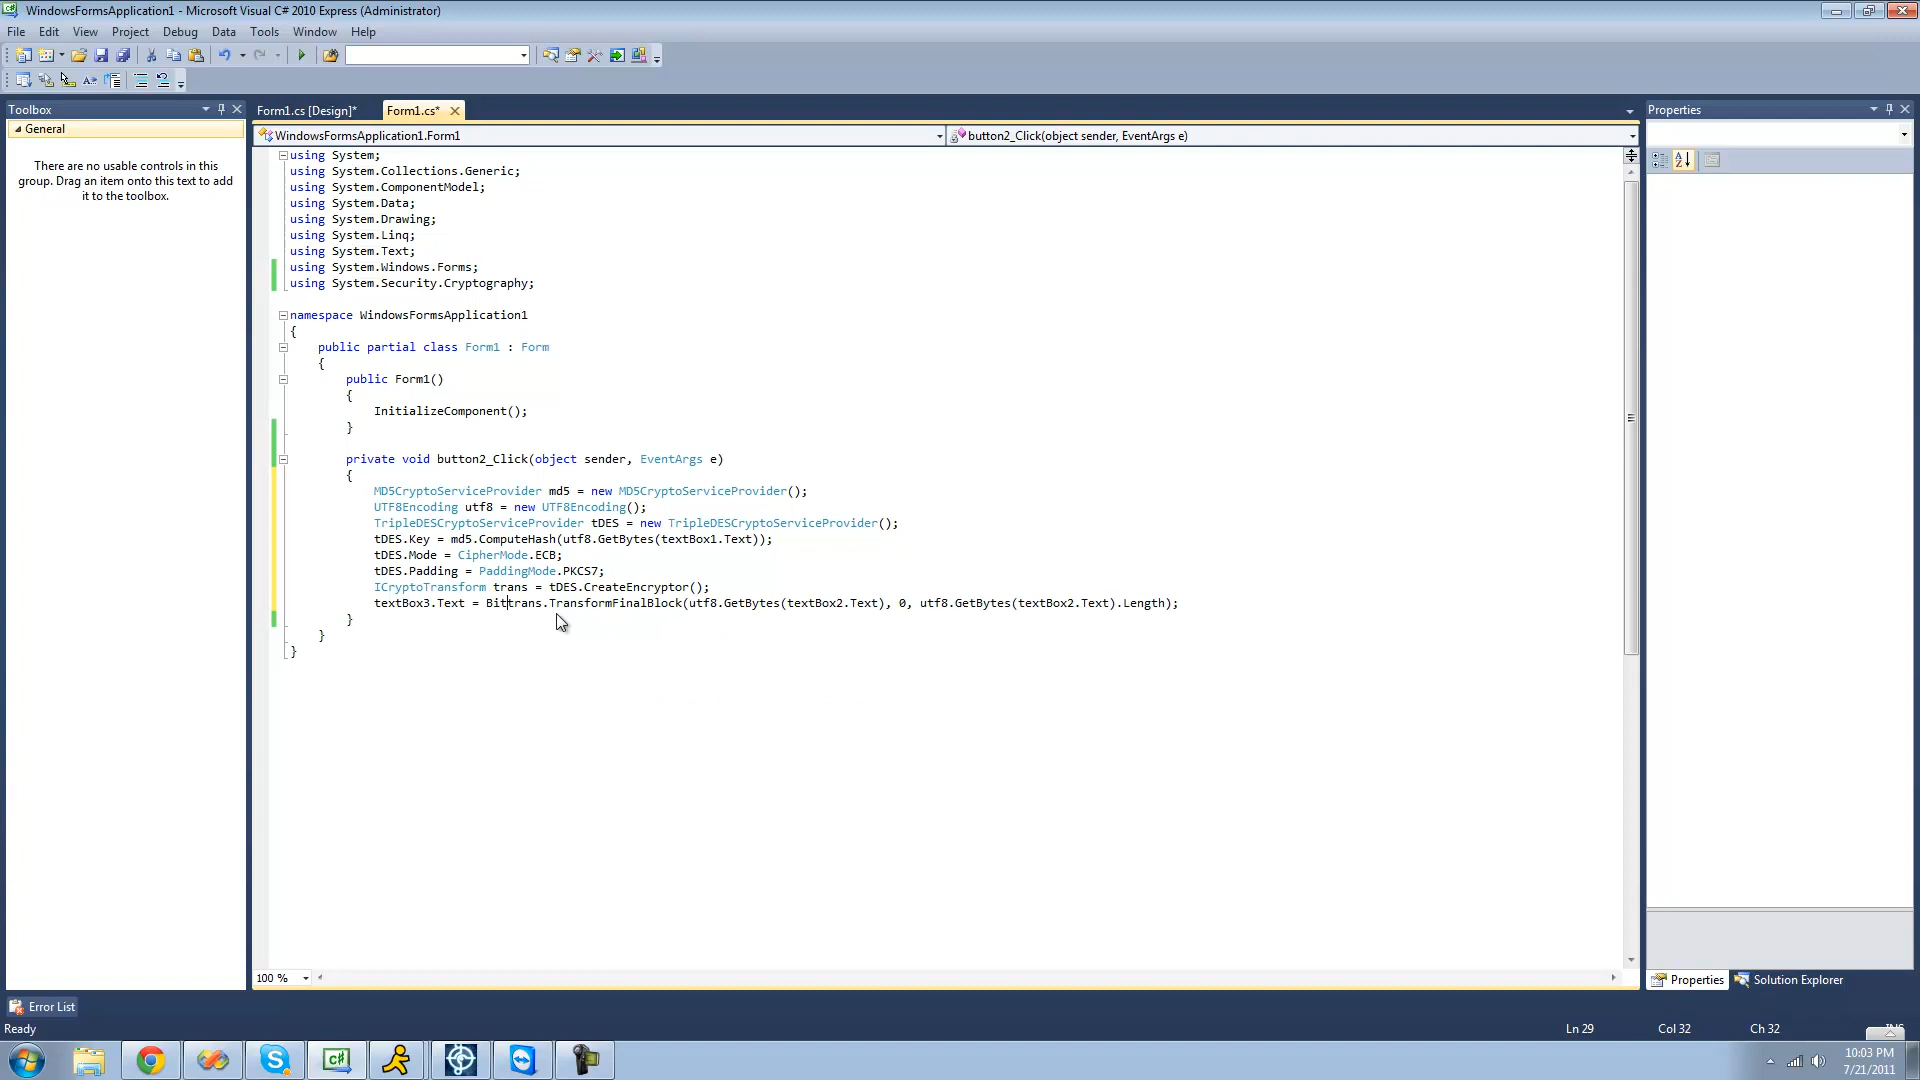 WindowsFormsApplication1 - Microsoft Visual C# 2010 Express (Administrator)
File Edit View Project Debug Data Tools Window Help
Toolbox
General
There are no usable controls in this
group. Drag an item onto this text to add
it to the toolbox.
Form1.cs [Design]* Form1.cs*
WindowsFormsApplication1.Form1 button2_Click(object sender, EventArgs e)
using System;
using System.Collections.Generic;
using System.ComponentModel;
using System.Data;
using System.Drawing;
using System.Linq;
using System.Text;
using System.Windows.Forms;
using System.Security.Cryptography;
namespace WindowsFormsApplication1
{
public partial class Form1 : Form
{
public Form1()
{
InitializeComponent();
}
private void button2_Click(object sender, EventArgs e)
{
MD5CryptoServiceProvider md5 = new MD5CryptoServiceProvider();
UTF8Encoding utf8 = new UTF8Encoding();
TripleDESCryptoServiceProvider tDES = new TripleDESCryptoServiceProvider();
tDES.Key = md5.ComputeHash(utf8.GetBytes(textBox1.Text));
tDES.Mode = CipherMode.ECB;
tDES.Padding = PaddingMode.PKCS7;
ICryptoTransform trans = tDES.CreateEncryptor();
textBox3.Text = Bittrans.TransformFinalBlock(utf8.GetBytes(textBox2.Text), 0, utf8.GetBytes(textBox2.Text).Length);
}
}
}
100 %
Properties
Properties Solution Explorer
Error List
Ready Ln 29 Col 32 Ch 32
10:03 PM
7/21/2011